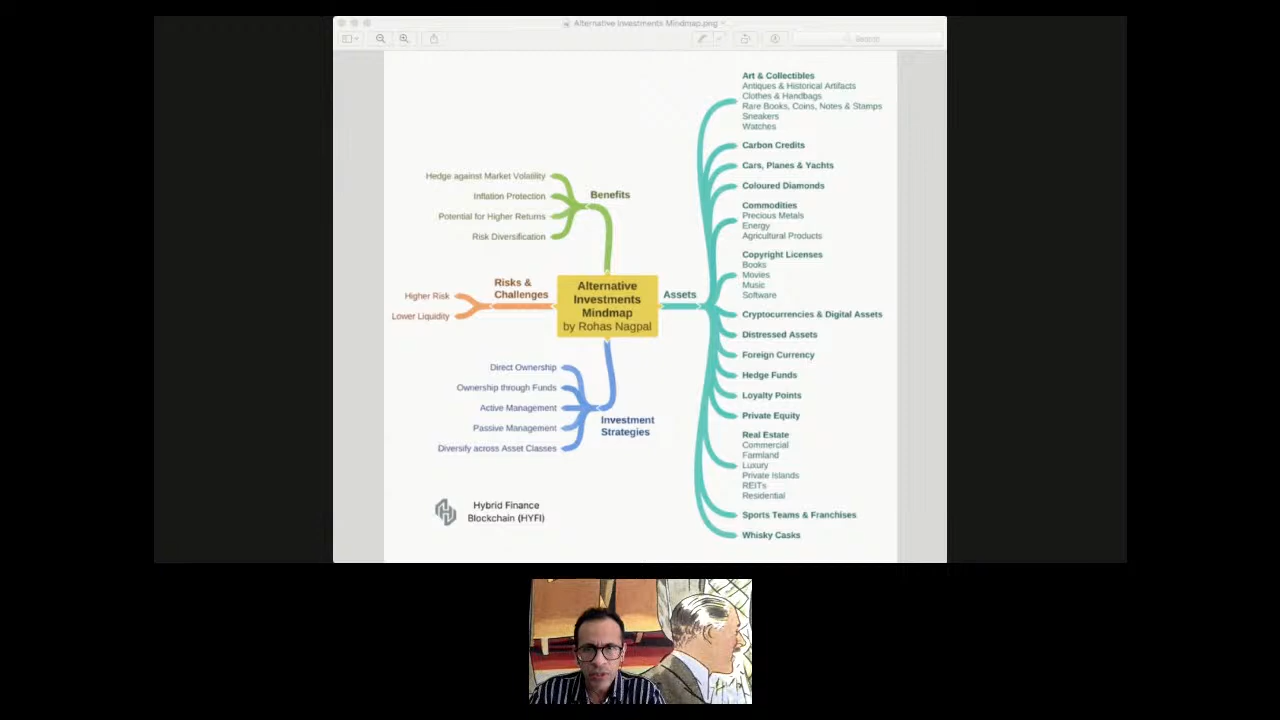 Alternative Investments Mindmap.png
Search
Art & Collectibles
Antiques & Historical Artifacts
Clothes & Handbags
Rare Books, Coins, Notes & Stamps
Sneakers
Watches
Carbon Credits
Cars, Planes & Yachts
Coloured Diamonds
Commodities
Precious Metals
Energy
Agricultural Products
Copyright Licenses
Books
Movies
Music
Software
Cryptocurrencies & Digital Assets
Distressed Assets
Foreign Currency
Hedge Funds
Loyalty Points
Private Equity
Real Estate
Commercial
Farmland
Luxury
Private Islands
REITs
Residential
Sports Teams & Franchises
Whisky Casks
Assets
Benefits
Hedge against Market Volatility
Inflation Protection
Potential for Higher Returns
Risk Diversification
Risks &
Challenges
Higher Risk
Lower Liquidity
Alternative
Investments
Mindmap
by Rohas Nagpal
Investment
Strategies
Direct Ownership
Ownership through Funds
Active Management
Passive Management
Diversify across Asset Classes
Hybrid Finance
Blockchain (HYFI)